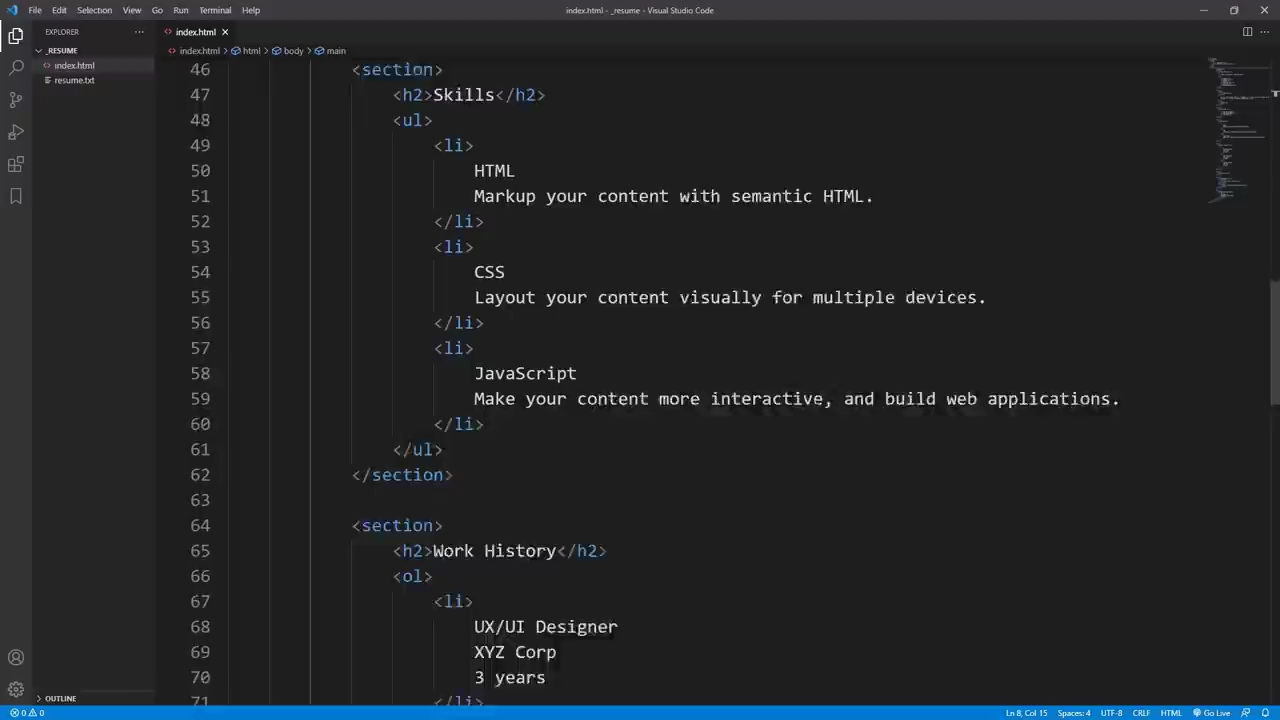 File Edit Selection View Go Run Terminal Help
index.html - _resume - Visual Studio Code
EXPLORER
index.html
index.html > html > body > main
_RESUME
index.html
resume.txt
46 <section>
47 <h2>Skills</h2>
48 <ul>
49 <li>
50 HTML
51 Markup your content with semantic HTML.
52 </li>
53 <li>
54 CSS
55 Layout your content visually for multiple devices.
56 </li>
57 <li>
58 JavaScript
59 Make your content more interactive, and build web applications.
60 </li>
61 </ul>
62 </section>
63
64 <section>
65 <h2>Work History</h2>
66 <ol>
67 <li>
68 UX/UI Designer
69 XYZ Corp
70 3 years
71 </li>
OUTLINE
0 0
Ln 8, Col 15 Spaces: 4 UTF-8 CRLF HTML Go Live